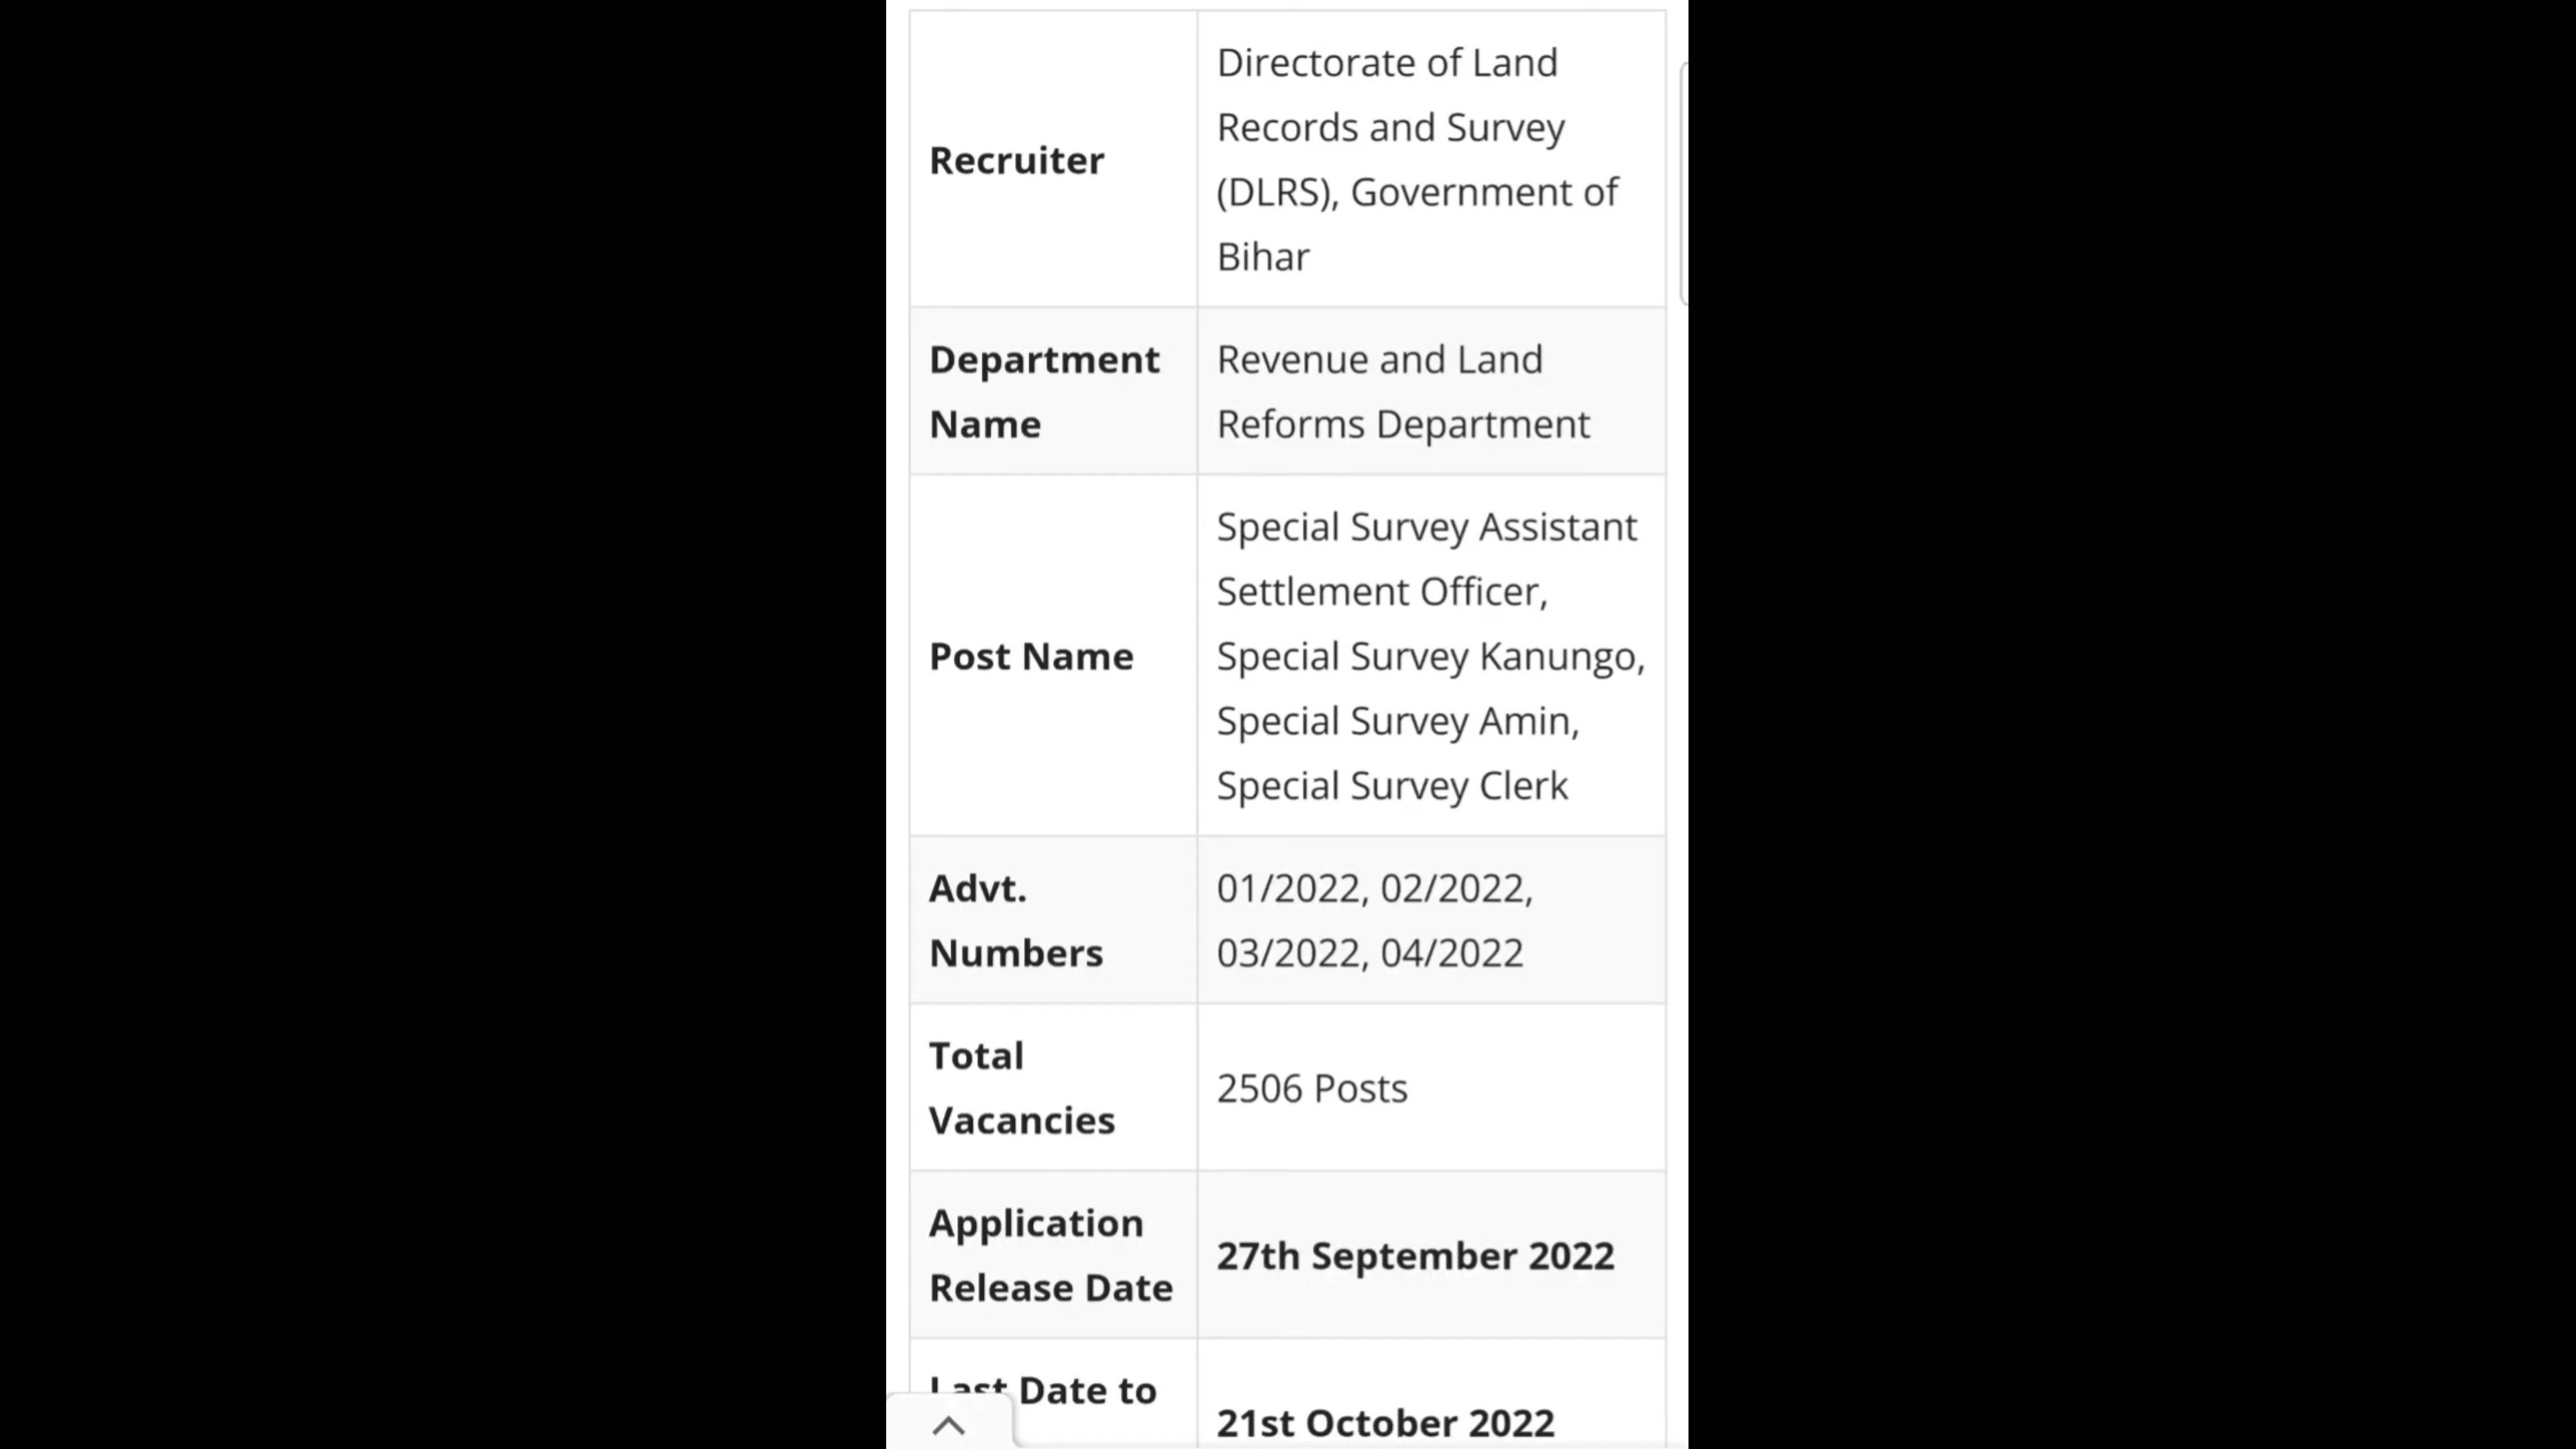 Recruiter
Directorate of Land
Records and Survey
(DLRS), Government of
Bihar
Department
Name
Revenue and Land
Reforms Department
Post Name
Special Survey Assistant
Settlement Officer,
Special Survey Kanungo,
Special Survey Amin,
Special Survey Clerk
Advt.
Numbers
01/2022, 02/2022,
03/2022, 04/2022
Total
Vacancies
2506 Posts
Application
Release Date
27th September 2022
Last Date to
21st October 2022